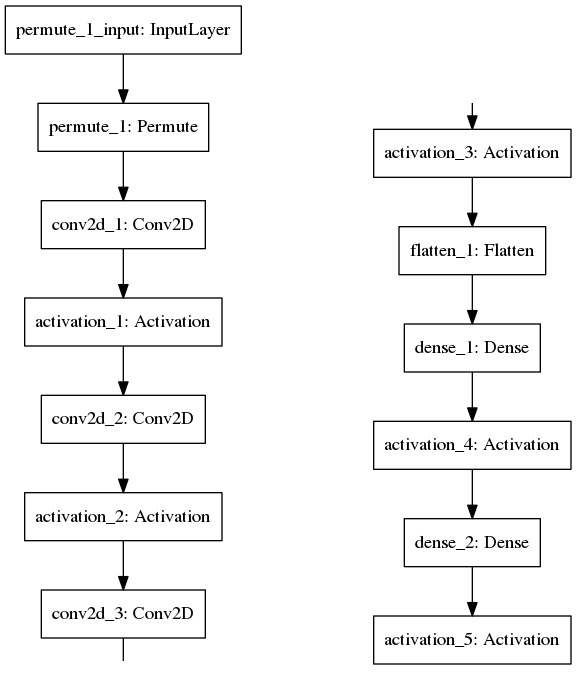 permute_1_input: InputLayer
permute_1: Permute
conv2d_1: Conv2D
activation_1: Activation
conv2d_2: Conv2D
activation_2: Activation
conv2d_3: Conv2D
activation_3: Activation
flatten_1: Flatten
dense_1: Dense
activation_4: Activation
dense_2: Dense
activation_5: Activation